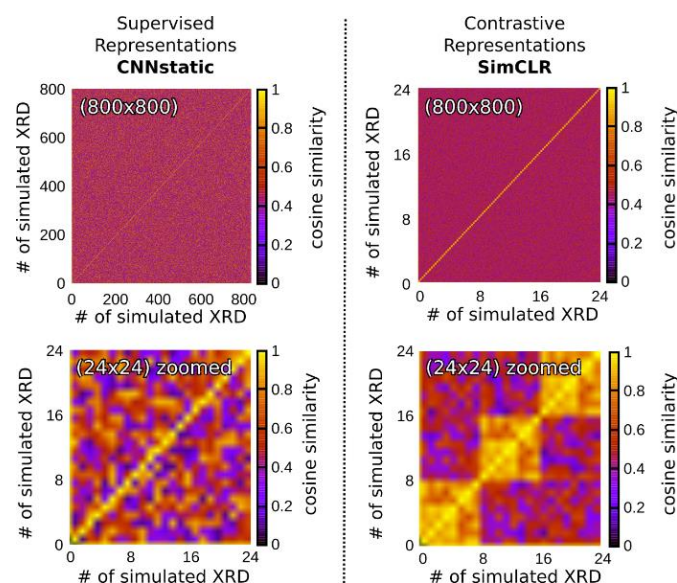 Supervised
Representations
CNNstatic
Contrastive
Representations
SimCLR
(800x800)
800
600
400
200
0
0 200 400 600 800
# of simulated XRD
# of simulated XRD
1
0.8
0.6
0.4
0.2
0
cosine similarity
(800x800)
24
16
8
0
0 8 16 24
# of simulated XRD
# of simulated XRD
1
0.8
0.6
0.4
0.2
0
cosine similarity
(24x24) zoomed
24
16
8
0
0 8 16 24
# of simulated XRD
# of simulated XRD
1
0.8
0.6
0.4
0.2
0
cosine similarity
(24x24) zoomed
24
16
8
0
0 8 16 24
# of simulated XRD
# of simulated XRD
1
0.8
0.6
0.4
0.2
0
cosine similarity